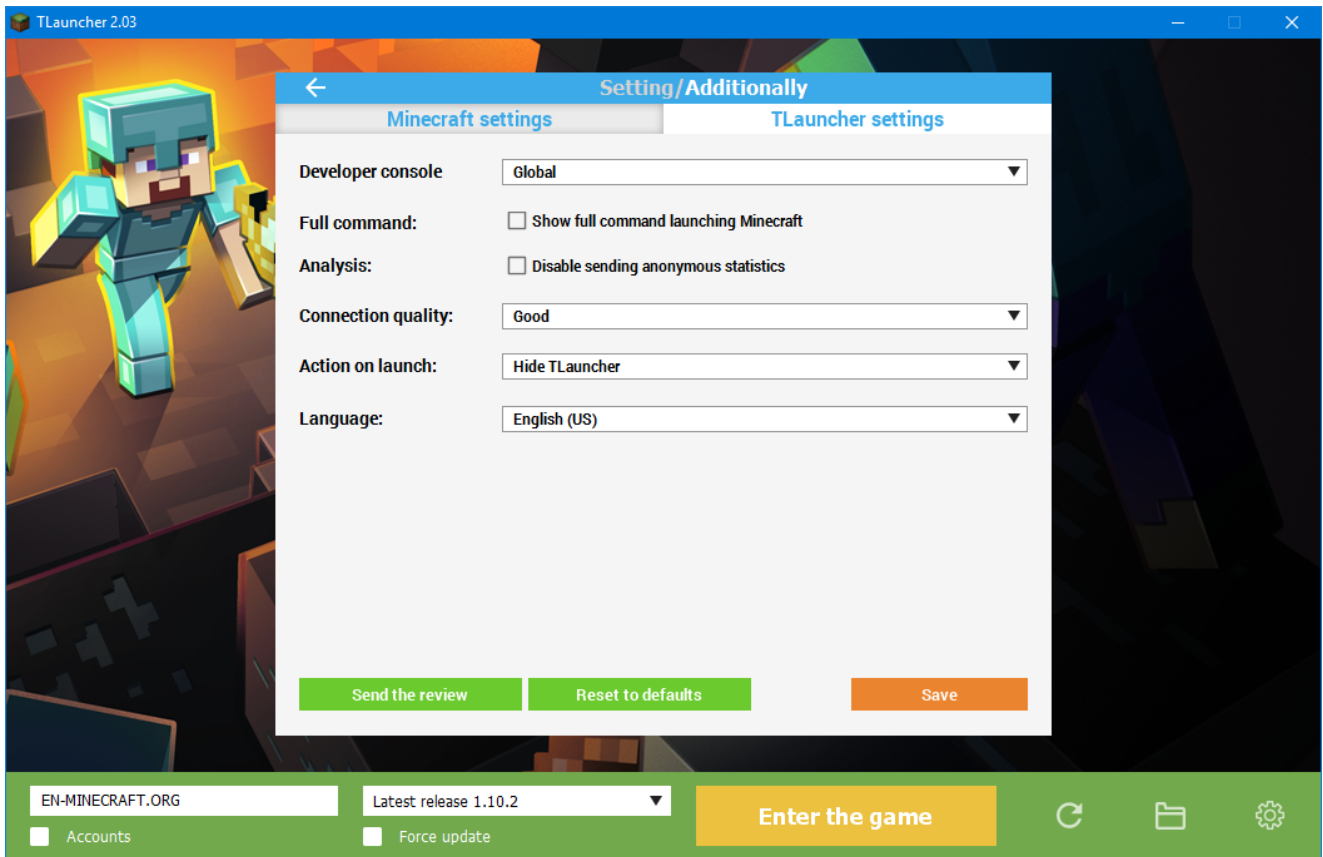 TLauncher 2.03
Setting/Additionally
Minecraft settings
TLauncher settings
Developer console
Global
Full command:
Show full command launching Minecraft
Analysis:
Disable sending anonymous statistics
Connection quality:
Good
Action on launch:
Hide TLauncher
Language:
English (US)
Send the review
Reset to defaults
Save
EN-MINECRAFT.ORG
Latest release 1.10.2
Enter the game
Accounts
Force update